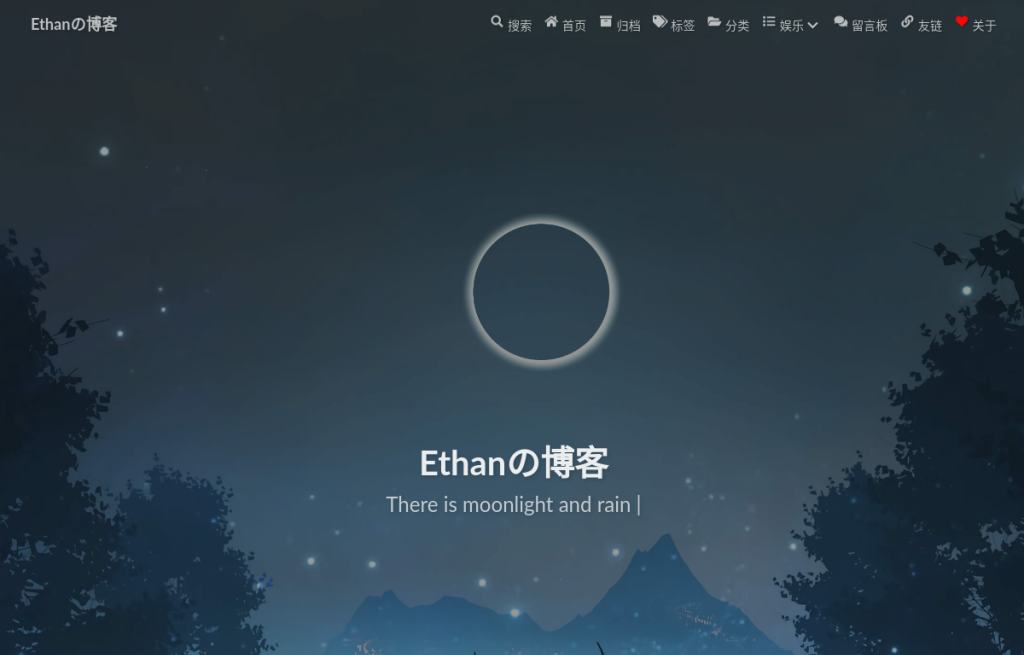 Ethanの博客
搜索 首页 归档 标签 分类 娱乐 留言板 友链 关于
Ethanの博客
There is moonlight and rain |